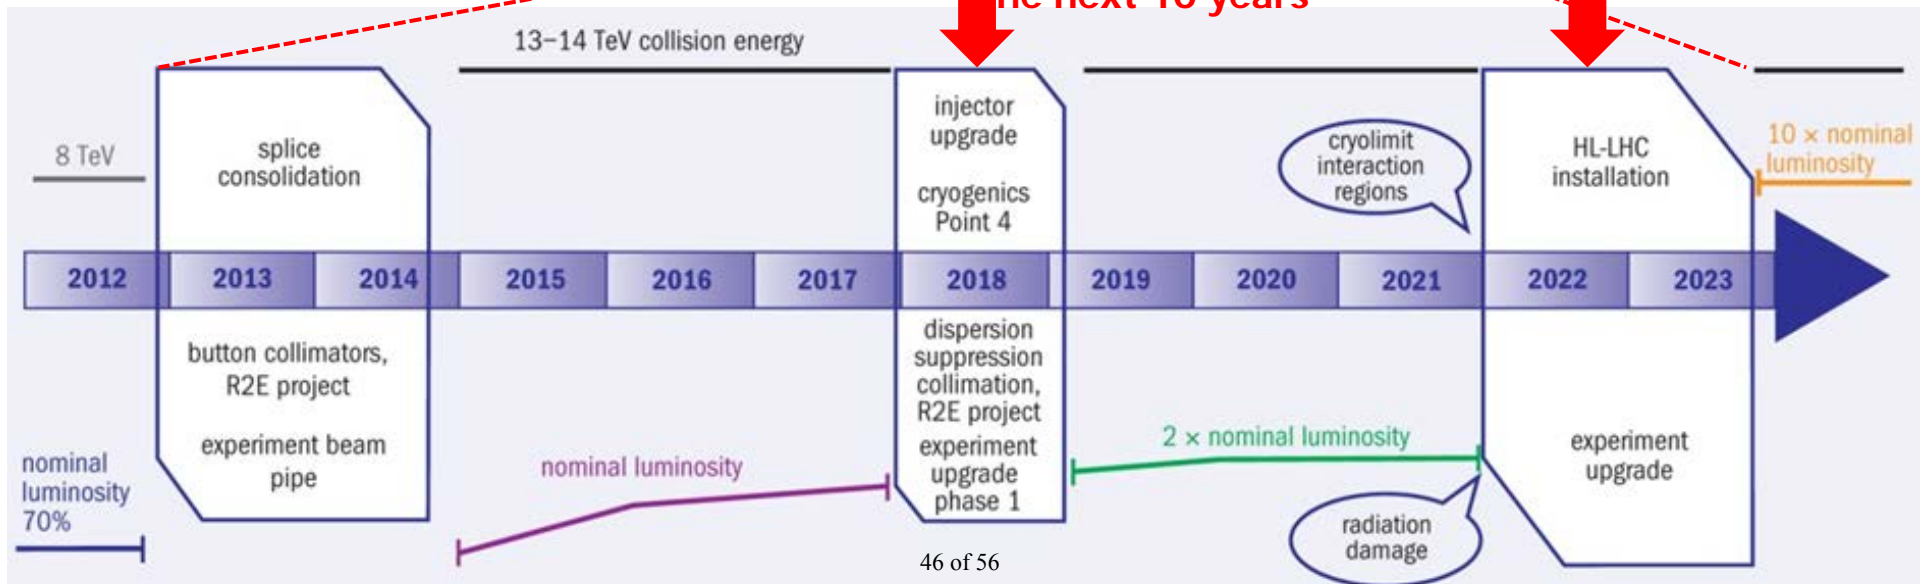 next 10 years
13–14 TeV collision energy
8 TeV
splice
consolidation
injector
upgrade
cryogenics
Point 4
cryolimit
interaction
regions
HL-LHC
installation
10 × nominal
luminosity
2012 2013 2014 2015 2016 2017 2018 2019 2020 2021 2022 2023
button collimators,
R2E project
experiment beam
pipe
nominal
luminosity
70%
nominal luminosity
dispersion
suppression
collimation,
R2E project
experiment
upgrade
phase 1
2 × nominal luminosity
radiation
damage
experiment
upgrade
46 of 56